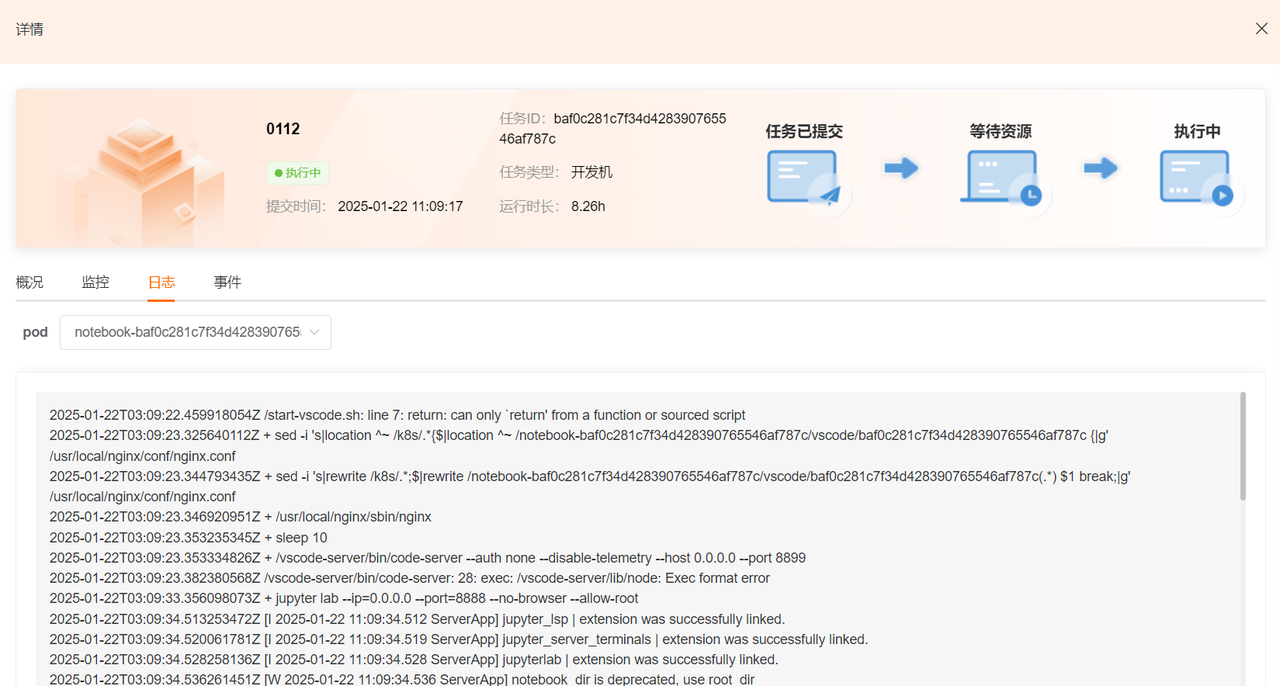 详情
0112
执行中
提交时间： 2025-01-22 11:09:17
任务ID： baf0c281c7f34d4283907655
46af787c
任务类型： 开发机
运行时长： 8.26h
任务已提交
等待资源
执行中
概况 监控 日志 事件
pod notebook-baf0c281c7f34d428390765
2025-01-22T03:09:22.459918054Z /start-vscode.sh: line 7: return: can only `return' from a function or sourced script
2025-01-22T03:09:23.325640112Z + sed -i 's|location ^~ /k8s/.*{$|location ^~ /notebook-baf0c281c7f34d428390765546af787c/vscode/baf0c281c7f34d428390765546af787c {|g'
/usr/local/nginx/conf/nginx.conf
2025-01-22T03:09:23.344793435Z + sed -i 's|rewrite /k8s/.*;$|rewrite /notebook-baf0c281c7f34d428390765546af787c/vscode/baf0c281c7f34d428390765546af787c(.*) $1 break;|g'
/usr/local/nginx/conf/nginx.conf
2025-01-22T03:09:23.346920951Z + /usr/local/nginx/sbin/nginx
2025-01-22T03:09:23.353235345Z + sleep 10
2025-01-22T03:09:23.353334826Z + /vscode-server/bin/code-server --auth none --disable-telemetry --host 0.0.0.0 --port 8899
2025-01-22T03:09:23.382380568Z /vscode-server/bin/code-server: 28: exec: /vscode-server/lib/node: Exec format error
2025-01-22T03:09:33.356098073Z + jupyter lab --ip=0.0.0.0 --port=8888 --no-browser --allow-root
2025-01-22T03:09:34.513253472Z [I 2025-01-22 11:09:34.512 ServerApp] jupyter_lsp | extension was successfully linked.
2025-01-22T03:09:34.520061781Z [I 2025-01-22 11:09:34.519 ServerApp] jupyter_server_terminals | extension was successfully linked.
2025-01-22T03:09:34.528258136Z [I 2025-01-22 11:09:34.528 ServerApp] jupyterlab | extension was successfully linked.
2025-01-22T03:09:34.536261451Z [W 2025-01-22 11:09:34.536 ServerApp] notebook_dir is deprecated, use root_dir